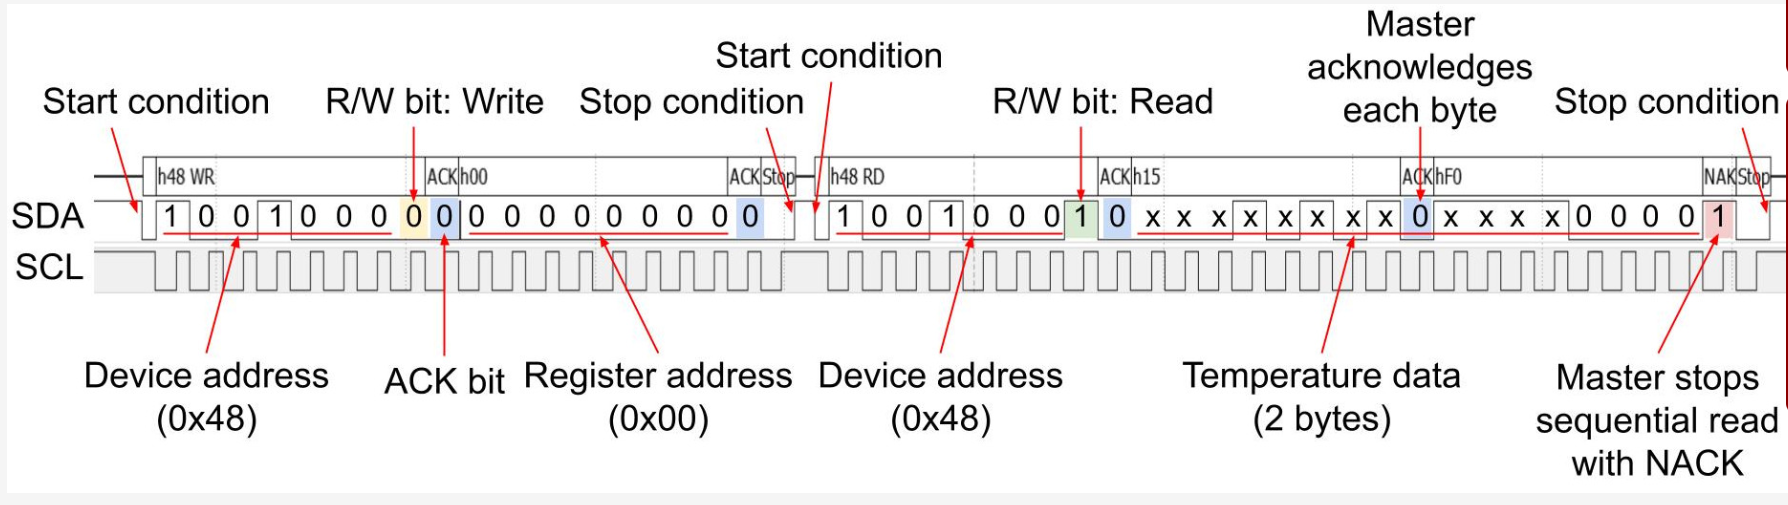 Master
acknowledges
each byte
Start condition
Start condition
R/W bit: Write
Stop condition
R/W bit: Read
Stop condition
h48 WR ACK h00 ACK Stop h48 RD ACK h15 ACK hF0 NAK Stop
SDA 1 0 0 1 0 0 0 0 0 0 0 0 0 0 0 0 0 0 1 0 0 1 0 0 0 1 0 x x x x x x x x 0 x x x x 0 0 0 0 1
SCL
Device address
(0x48)
ACK bit
Register address
(0x00)
Device address
(0x48)
Temperature data
(2 bytes)
Master stops
sequential read
with NACK